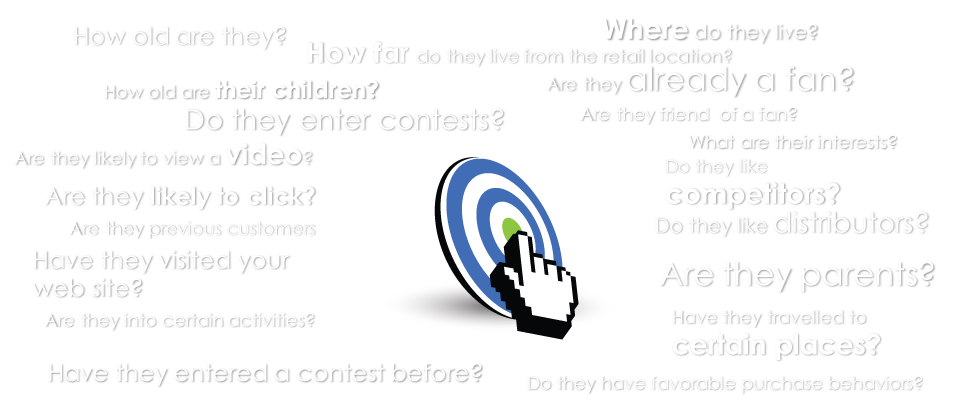 How old are they?
Where do they live?
How far do they live from the retail location?
Are they already a fan?
How old are their children?
Do they enter contests?
Are they friend of a fan?
What are their interests?
Are they likely to view a video?
Do they like
competitors?
Are they likely to click?
Do they like distributors?
Are they previous customers
Have they visited your
web site?
Are they parents?
Are they into certain activities?
Have they travelled to
certain places?
Have they entered a contest before?
Do they have favorable purchase behaviors?